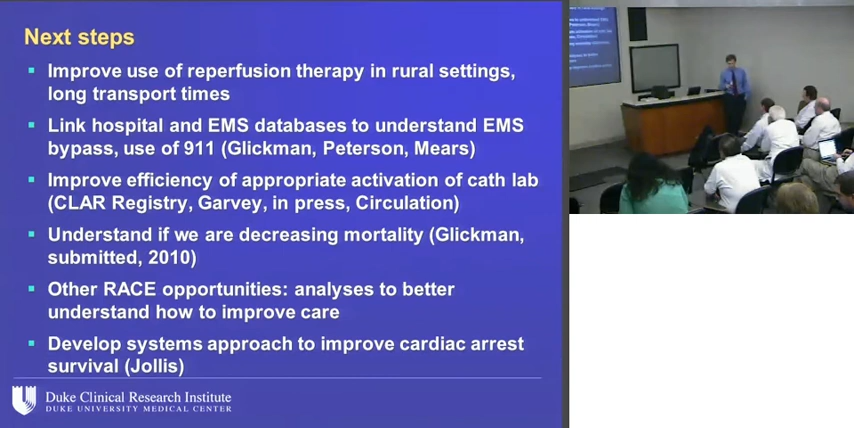 Next steps
Improve use of reperfusion therapy in rural settings,
long transport times
Link hospital and EMS databases to understand EMS
bypass, use of 911 (Glickman, Peterson, Mears)
Improve efficiency of appropriate activation of cath lab
(CLAR Registry, Garvey, in press, Circulation)
Understand if we are decreasing mortality (Glickman,
submitted, 2010)
Other RACE opportunities: analyses to better
understand how to improve care
Develop systems approach to improve cardiac arrest
survival (Jollis)
Duke Clinical Research Institute
DUKE UNIVERSITY MEDICAL CENTER